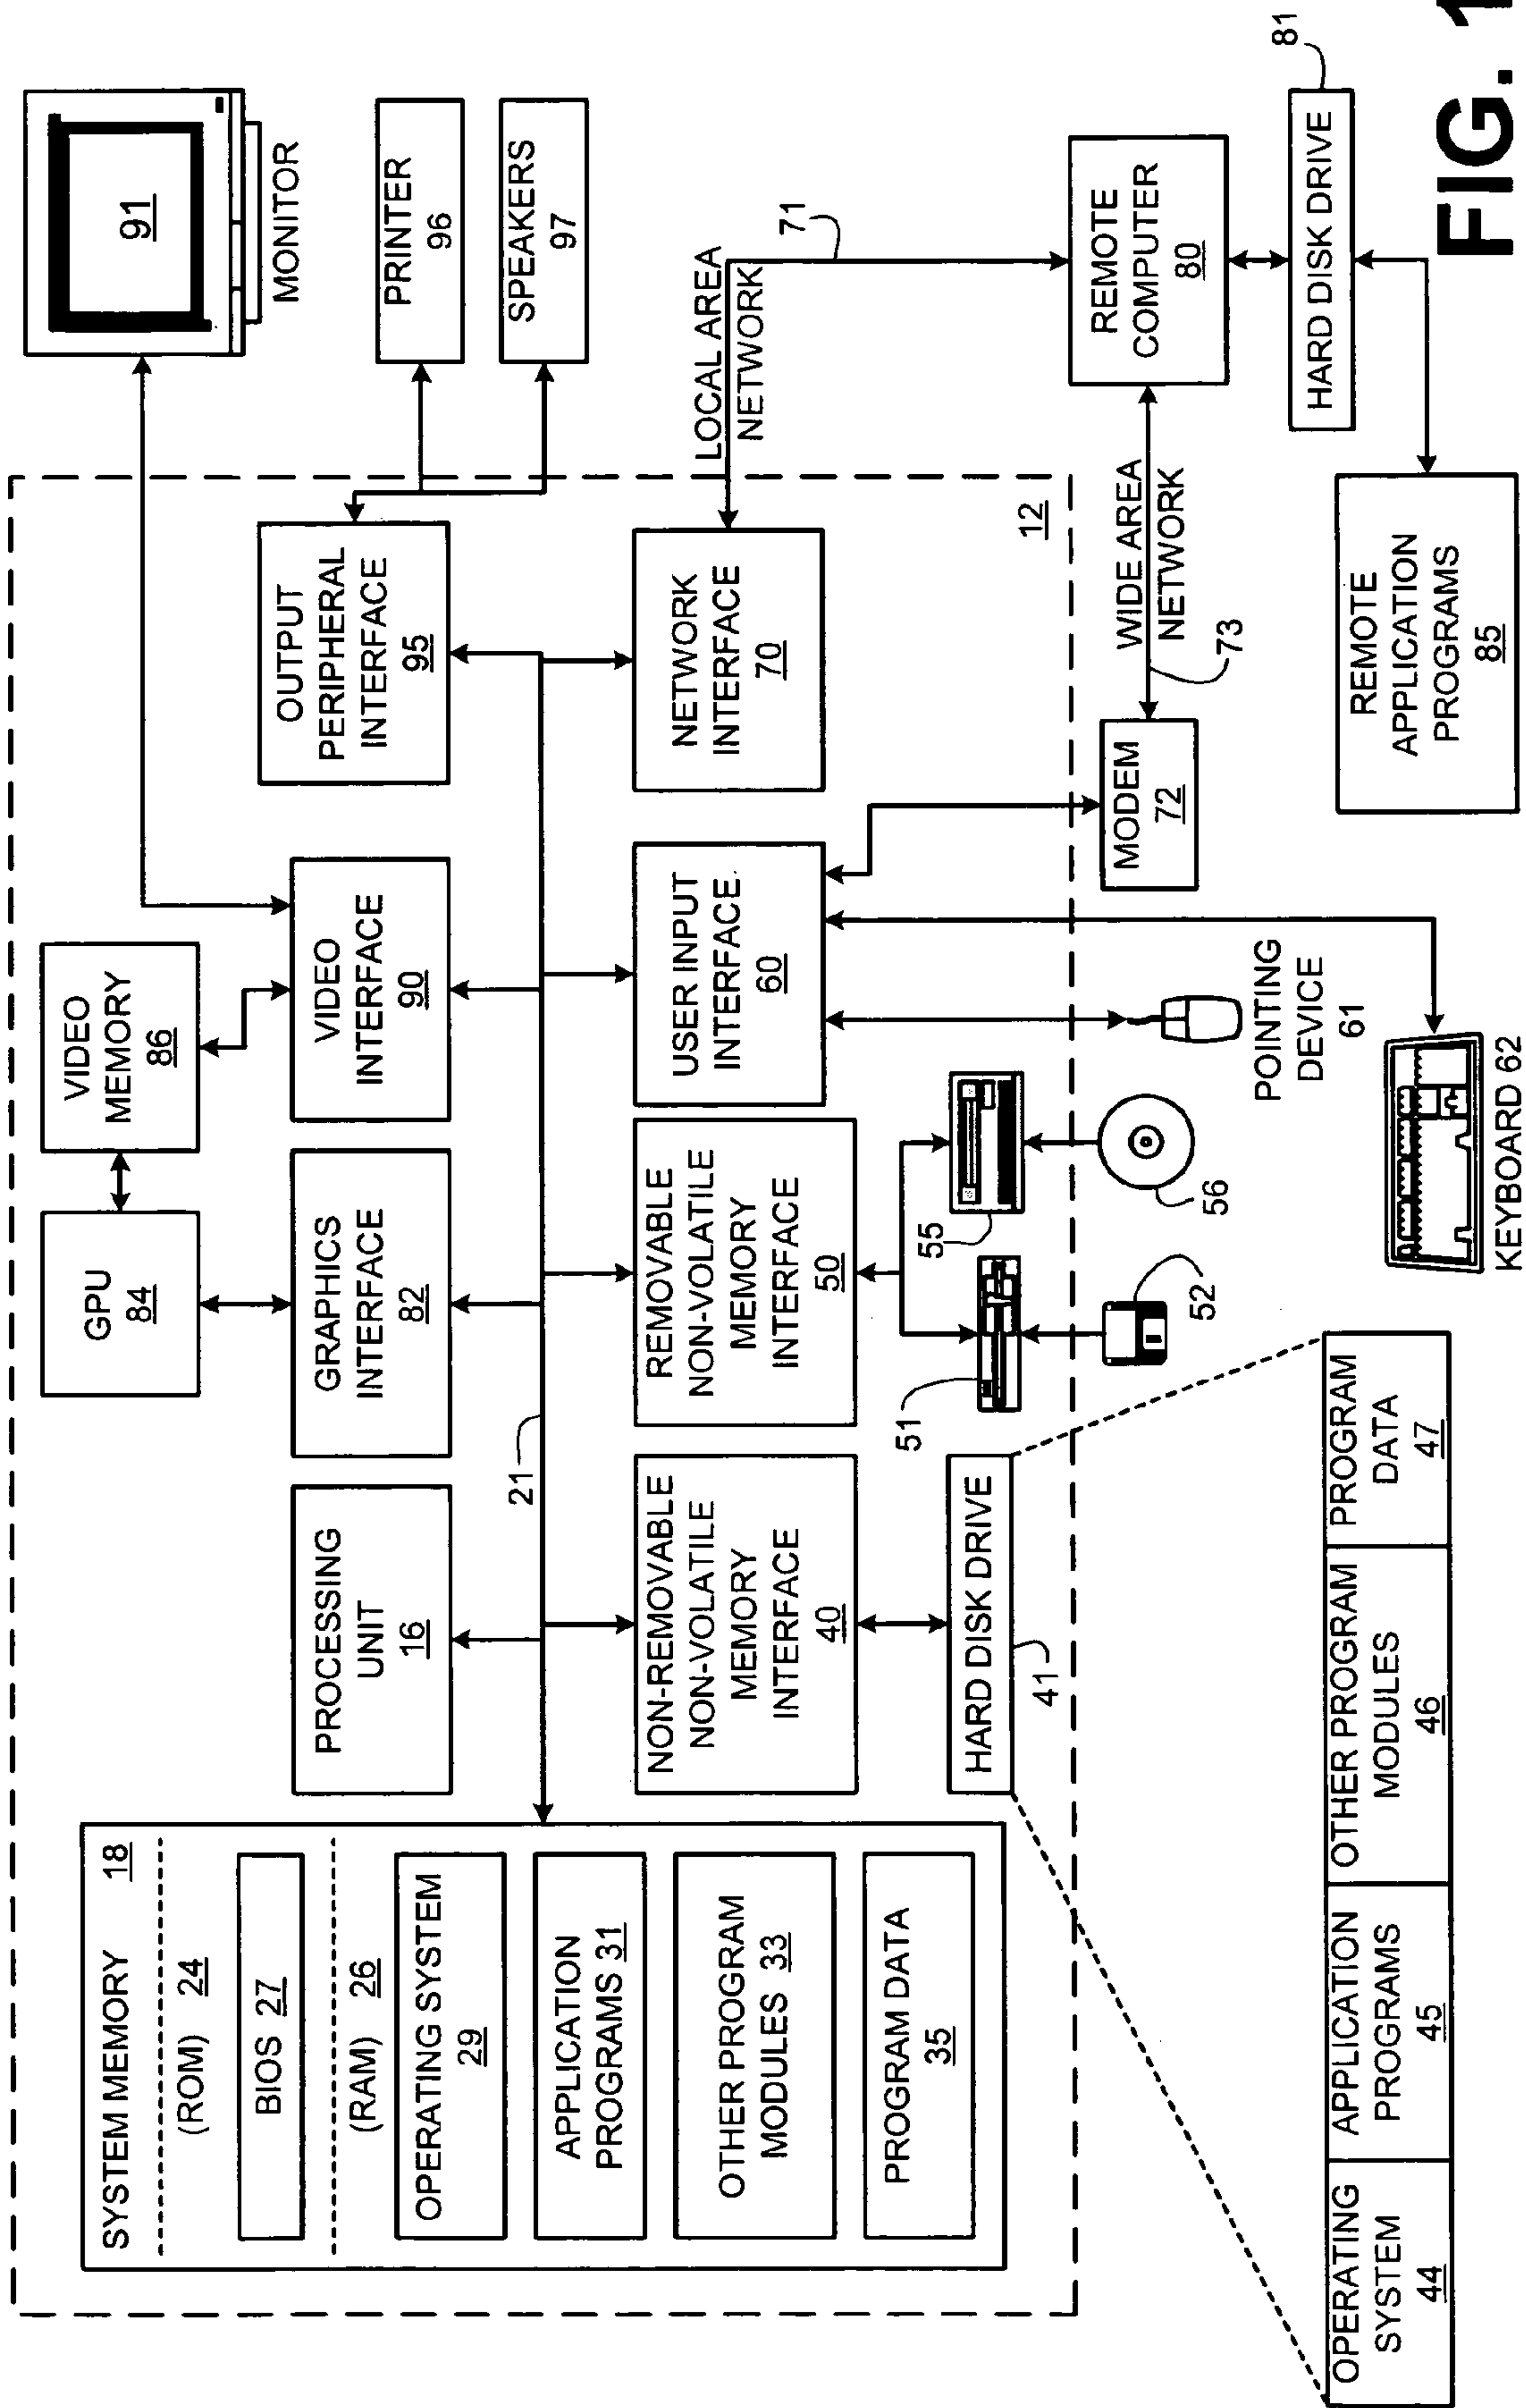 SYSTEM MEMORY 18
(ROM) 24
BIOS 27
(RAM) 26
OPERATING SYSTEM
29
APPLICATION
PROGRAMS 31
OTHER PROGRAM
MODULES 33
PROGRAM DATA
35
PROCESSING
UNIT
16
GPU
84
GRAPHICS
INTERFACE
82
VIDEO
MEMORY
86
VIDEO
INTERFACE
90
OUTPUT
PERIPHERAL
INTERFACE
95
91
MONITOR
PRINTER
96
SPEAKERS
97
21
NON-REMOVABLE
NON-VOLATILE
MEMORY
INTERFACE
40
REMOVABLE
NON-VOLATILE
MEMORY
INTERFACE
50
USER INPUT
INTERFACE
60
NETWORK
INTERFACE
70
LOCAL AREA
NETWORK
71
HARD DISK DRIVE
41
51
55
52
56
12
MODEM
72
WIDE AREA
NETWORK
73
REMOTE
COMPUTER
80
POINTING
DEVICE
61
KEYBOARD 62
HARD DISK DRIVE
81
REMOTE
APPLICATION
PROGRAMS
85
OPERATING
SYSTEM
44
APPLICATION
PROGRAMS
45
OTHER PROGRAM
MODULES
46
PROGRAM
DATA
47
FIG. 1